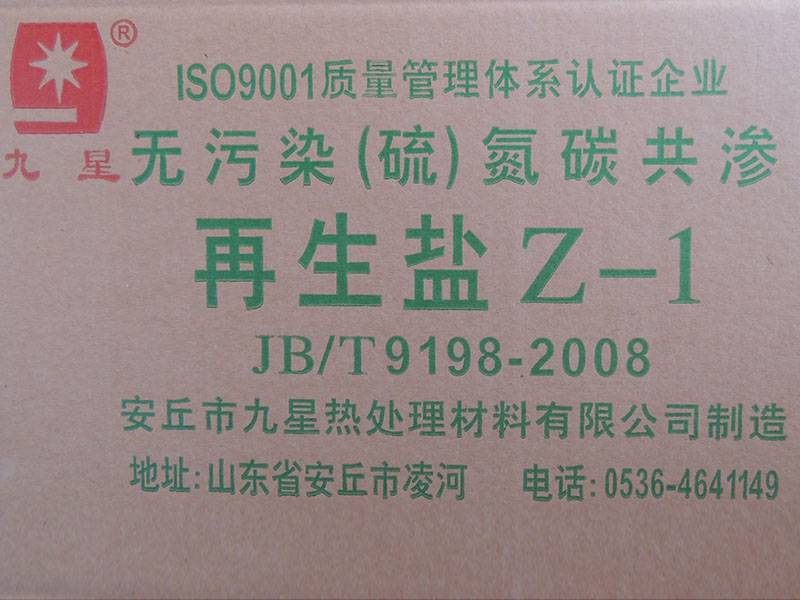 ®
ISO9001质量管理体系认证企业
九星
无污染(硫)氮碳共渗
再生盐Z-1
JB/T9198-2008
安丘市九星热处理材料有限公司制造
地址:山东省安丘市凌河 电话:0536-4641149